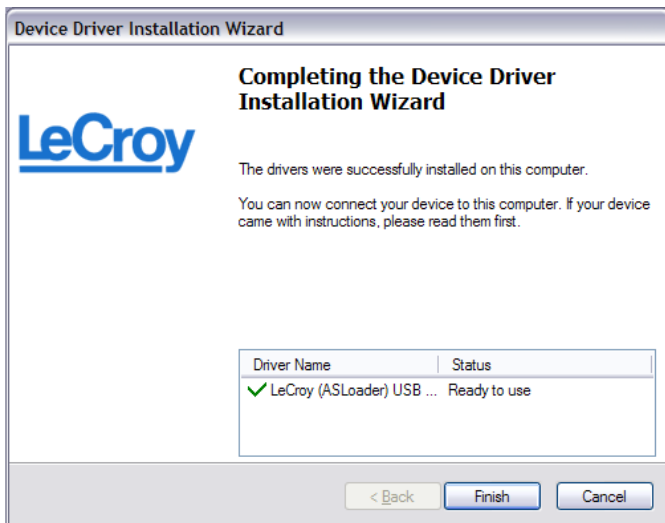 Device Driver Installation Wizard
LeCroy
Completing the Device Driver
Installation Wizard
The drivers were successfully installed on this computer.
You can now connect your device to this computer. If your device
came with instructions, please read them first.
Driver Name Status
LeCroy (ASLoader) USB ... Ready to use
< Back Finish Cancel